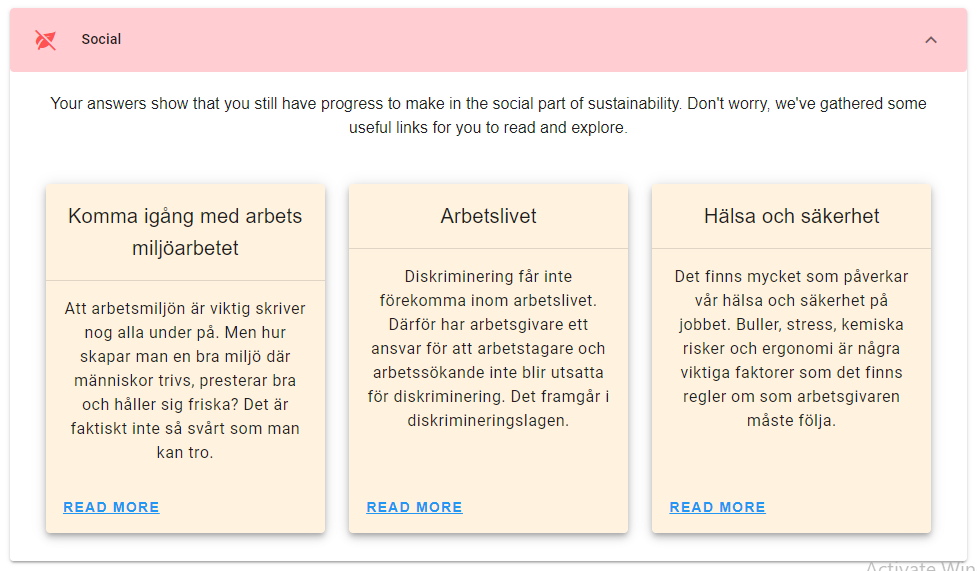 Social
Your answers show that you still have progress to make in the social part of sustainability. Don't worry, we've gathered some
useful links for you to read and explore.
Komma igång med arbets
miljöarbetet
Att arbetsmiljön är viktig skriver
nog alla under på. Men hur
skapar man en bra miljö där
människor trivs, presterar bra
och håller sig friska? Det är
faktiskt inte så svårt som man
kan tro.
READ MORE
Arbetslivet
Diskriminering får inte
förekomma inom arbetslivet.
Därför har arbetsgivare ett
ansvar för att arbetstagare och
arbetssökande inte blir utsatta
för diskriminering. Det framgår i
diskrimineringslagen.
READ MORE
Hälsa och säkerhet
Det finns mycket som påverkar
vår hälsa och säkerhet på
jobbet. Buller, stress, kemiska
risker och ergonomi är några
viktiga faktorer som det finns
regler om som arbetsgivaren
måste följa.
READ MORE
Activate Win